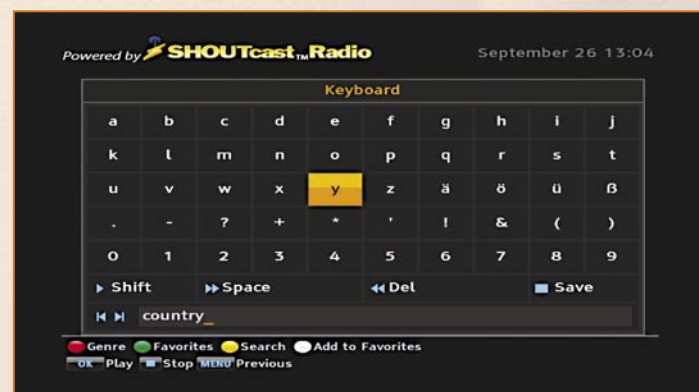 Powered by SHOUTcast TM Radio September 26 13:04
Keyboard
a b c d e f g h i j
k l m n o p q r s t
u v w x y z ä ö ü ß
. - ? + * ' ! & ( )
0 1 2 3 4 5 6 7 8 9
Shift Space Del Save
country_
Genre Favorites Search Add to Favorites
OK Play Stop MENU Previous